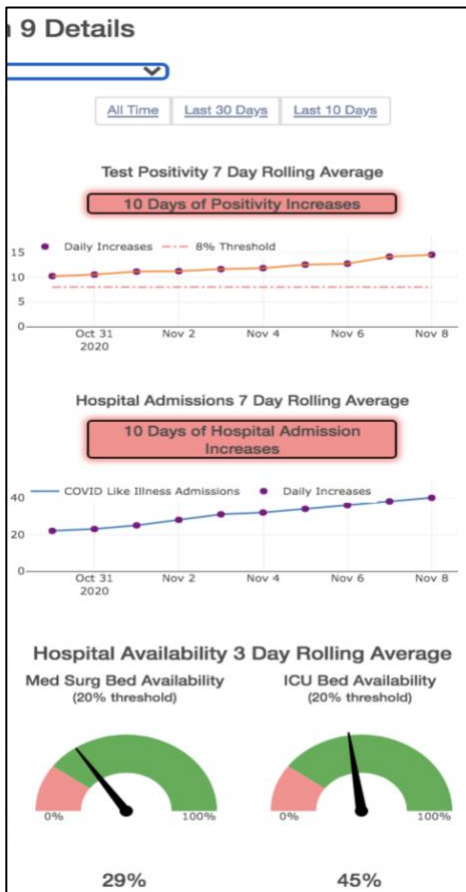 9 Details
All Time Last 30 Days Last 10 Days
Test Positivity 7 Day Rolling Average
10 Days of Positivity Increases
Daily Increases 8% Threshold
15
10
5
0
Oct 31 Nov 2 Nov 4 Nov 6 Nov 8
2020
Hospital Admissions 7 Day Rolling Average
10 Days of Hospital Admission
Increases
COVID Like Illness Admissions Daily Increases
40
20
0
Oct 31 Nov 2 Nov 4 Nov 6 Nov 8
2020
Hospital Availability 3 Day Rolling Average
Med Surg Bed Availability ICU Bed Availability
(20% threshold) (20% threshold)
0% 100% 0% 100%
29% 45%